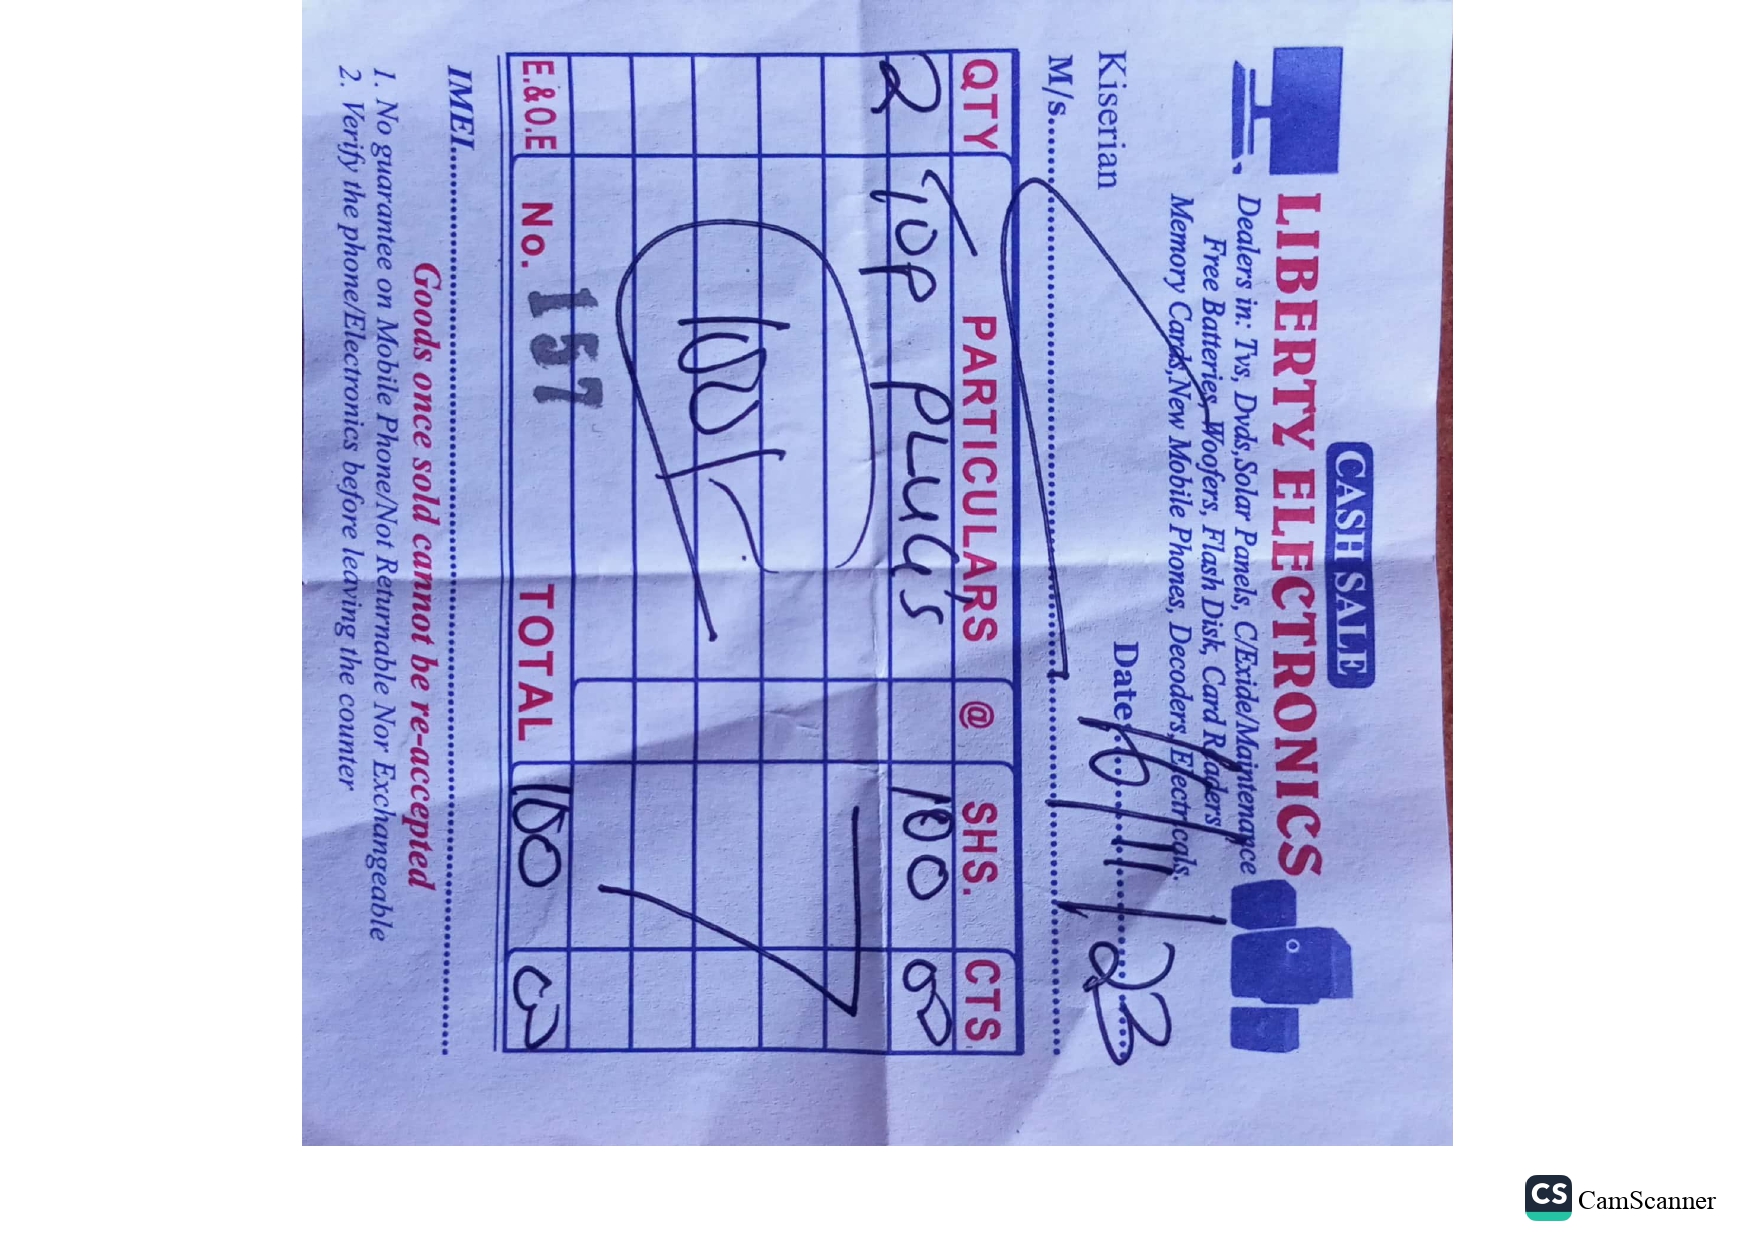 CASH SALE
LIBERTY ELECTRONICS
Dealers in: Tvs, Dvds,Solar Panels, C/Exide/Maintenance
Free Batteries, Woofers, Flash Disk, Card Readers
Memory Cards,New Mobile Phones, Decoders, Electricals.
Kiserian Date: 16/11/23
M/s
QTY PARTICULARS @ SHS. CTS
2 TOP PLUG's 100 00
100/-
E.&O.E No. 157 TOTAL 100 00
IMEI
Goods once sold cannot be re-accepted
1. No guarantee on Mobile Phone/Not Returnable Nor Exchangeable
2. Verify the phone/Electronics before leaving the counter
CS CamScanner